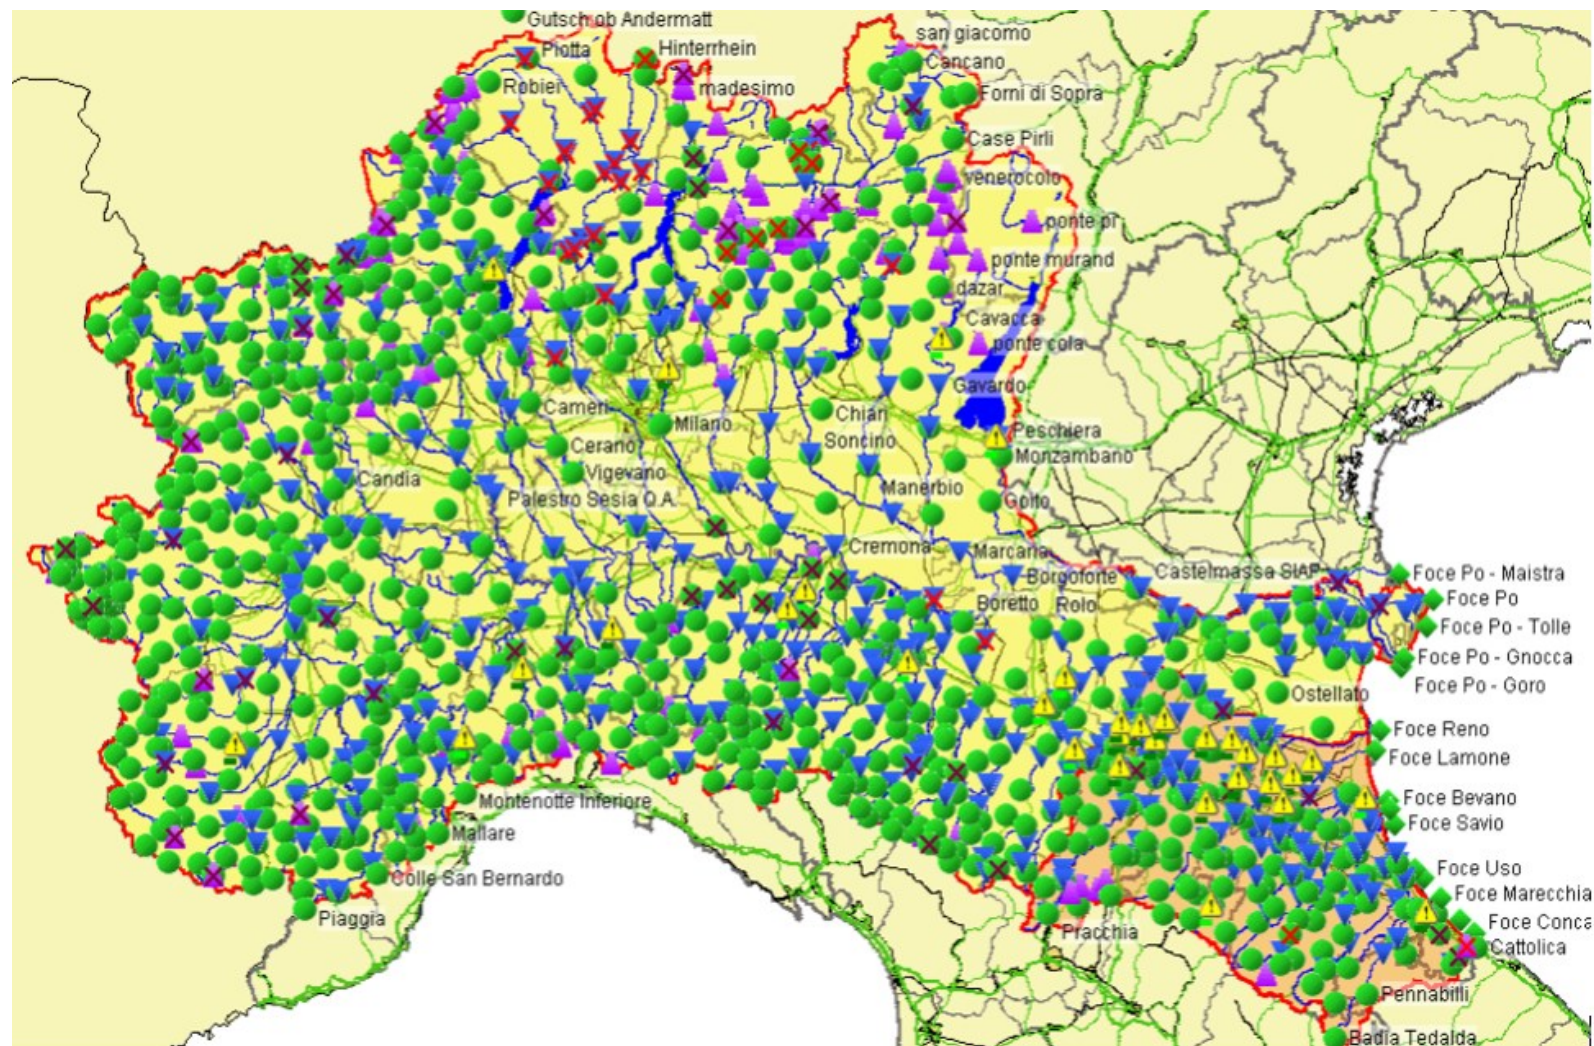 Gutsch ob Andermatt
Piotta
Hinterrhein
san giacomo
Cancano
Robiei
madesimo
Forni di Sopra
Case Pirli
venerocolo
ponte pr
ponte murand
dazar
Cavacca
ponte cola
Gavardo
Cameri
Milano
Chiari
Peschiera
Cerano
Soncino
Monzambano
Candia
Vigevano
Manerbio
Palestro Sesia Q.A.
Goito
Cremona
Marcaria
Borgoforte
Castelmassa SIAP
Foce Po - Maistra
Boretto
Rolo
Foce Po
Foce Po - Tolle
Foce Po - Gnocca
Foce Po - Goro
Ostellato
Foce Reno
Foce Lamone
Montenotte Inferiore
Foce Bevano
Mallare
Foce Savio
Colle San Bernardo
Foce Uso
Foce Marecchia
Piaggia
Pracchia
Foce Conca
Cattolica
Pennabilli
Badia Tedalda